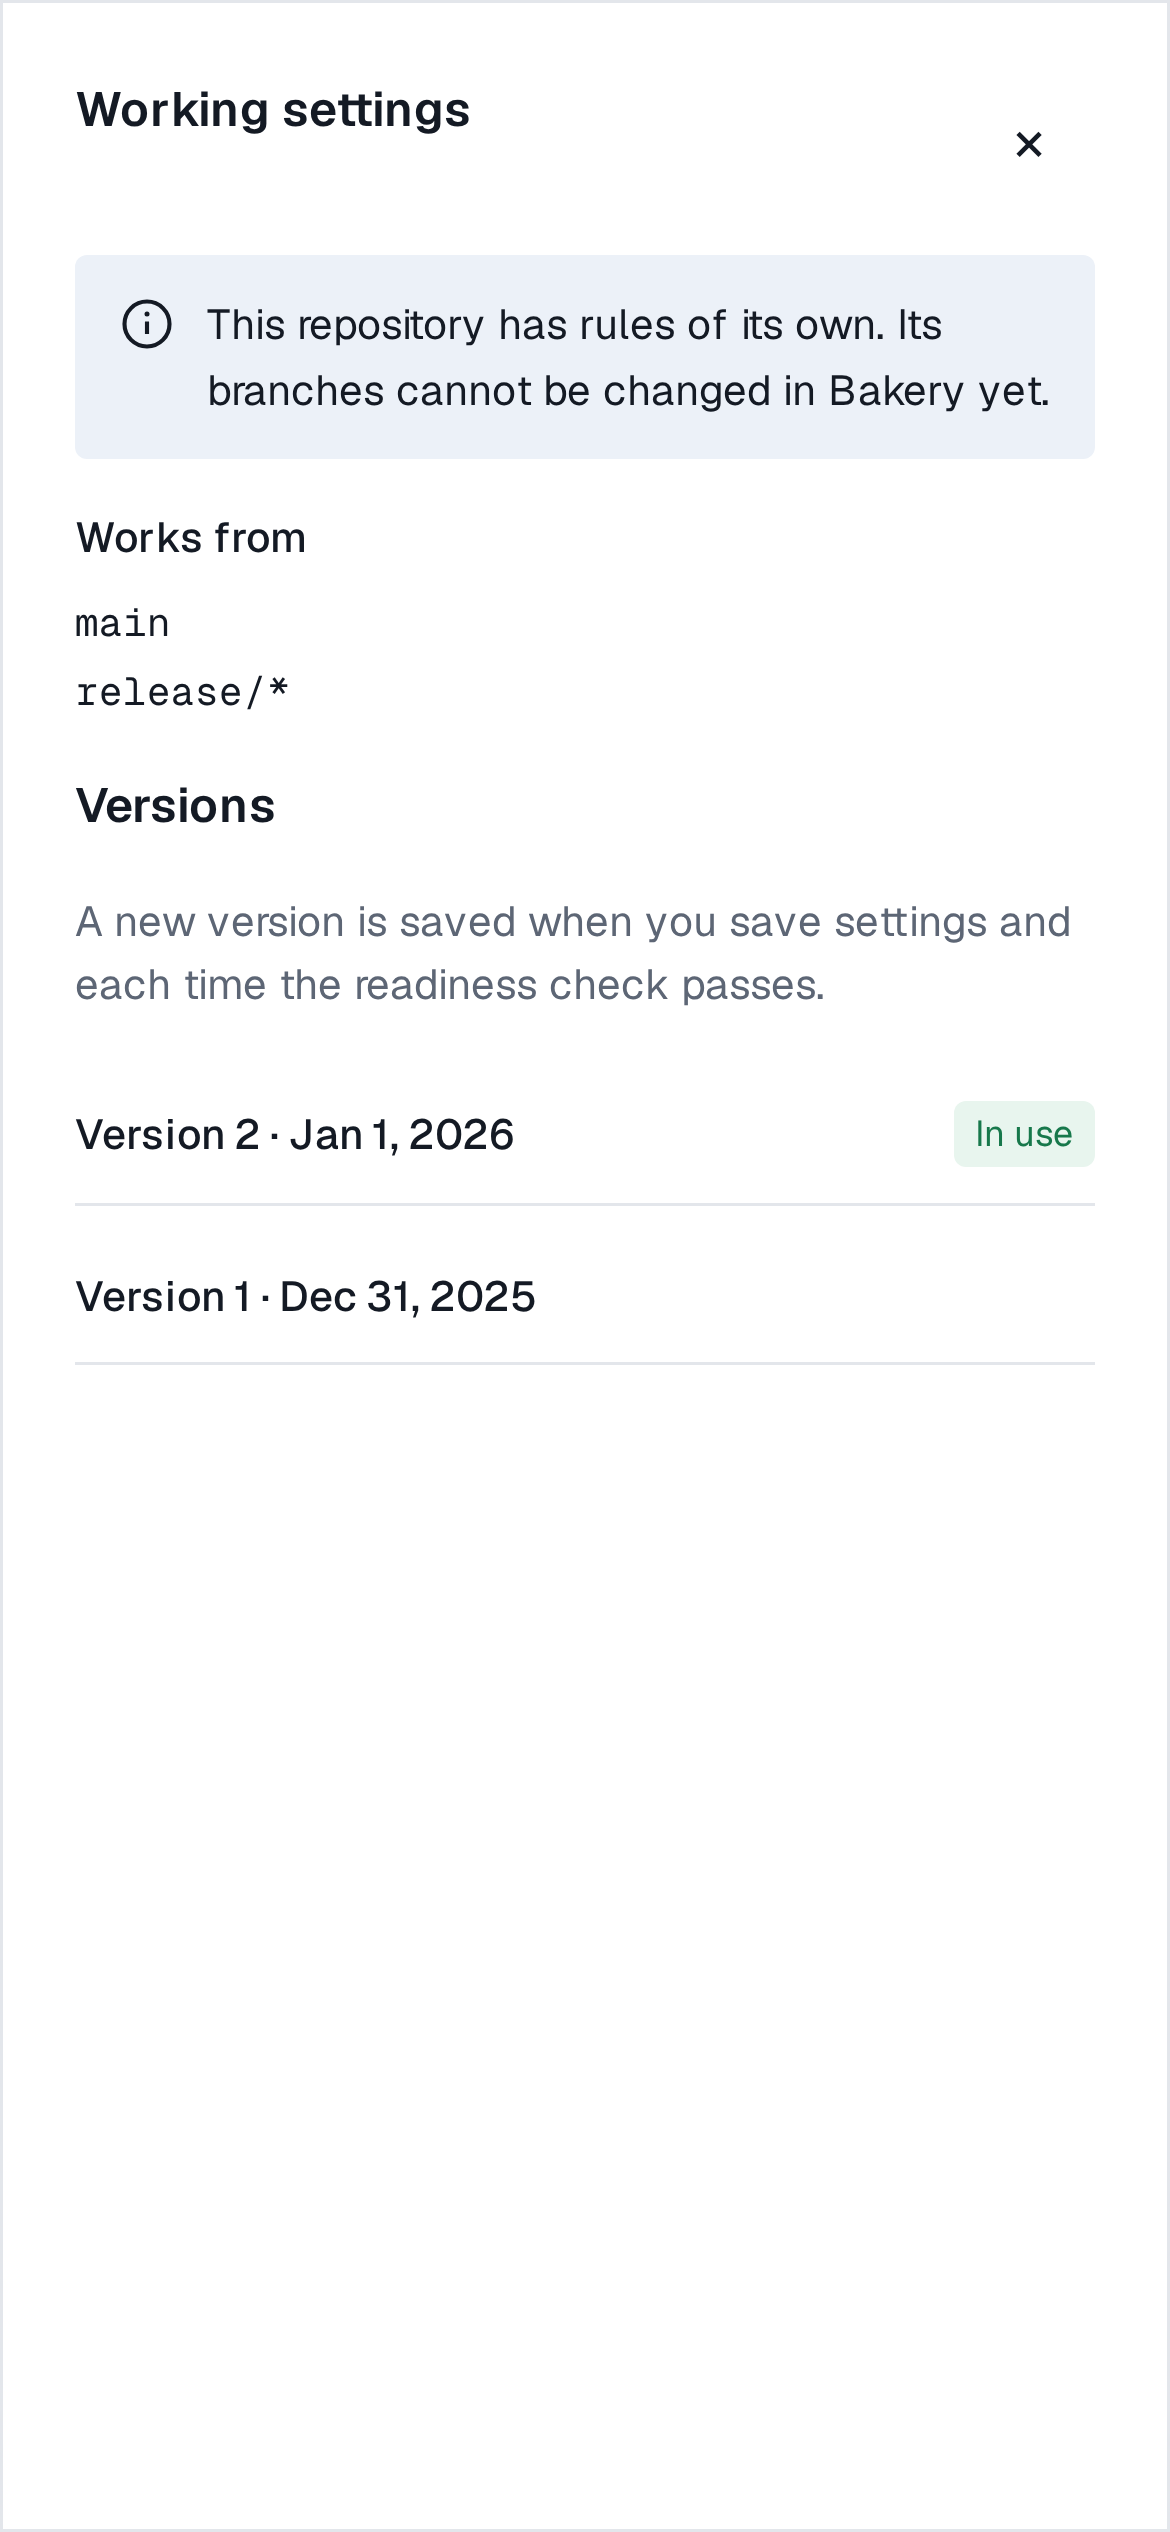 Working settings
This repository has rules of its own. Its
branches cannot be changed in Bakery yet.
Works from
main
release/*
Versions
A new version is saved when you save settings and
each time the readiness check passes.
Version 2 · Jan 1, 2026
In use
Version 1 · Dec 31, 2025